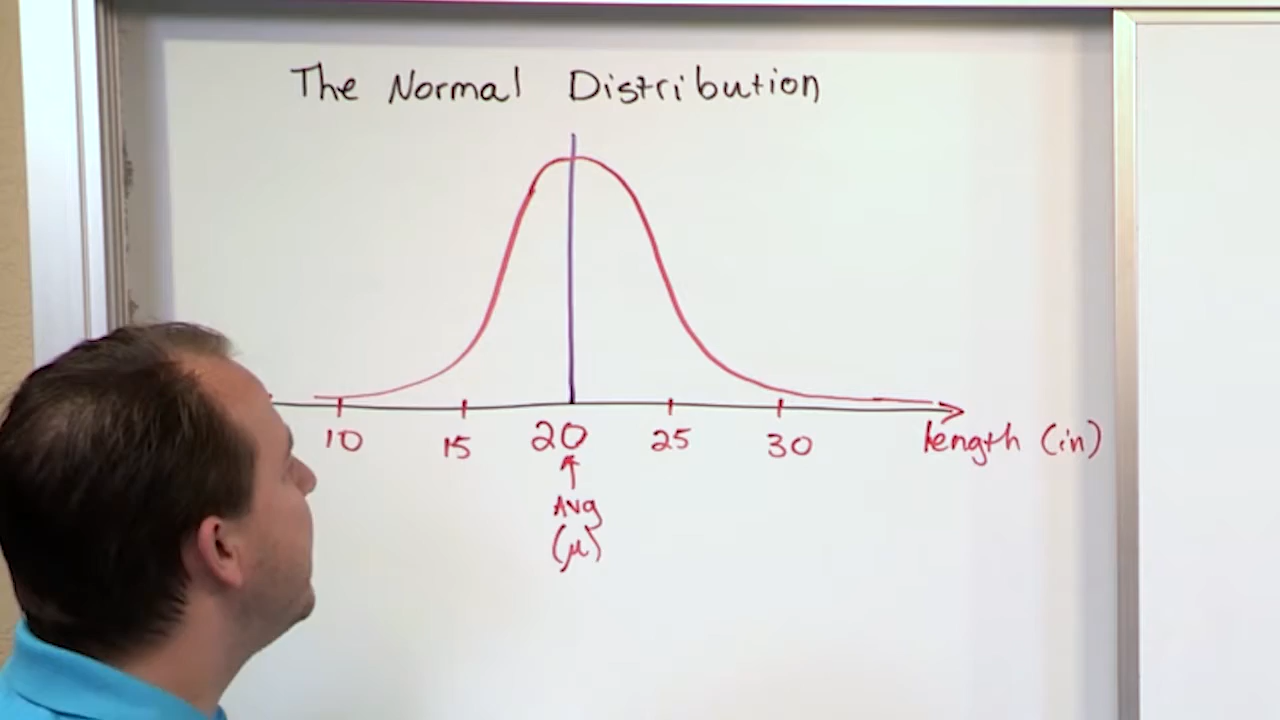 The Normal Distribution
10 15 20 25 30 length (in)
Avg
(μ)